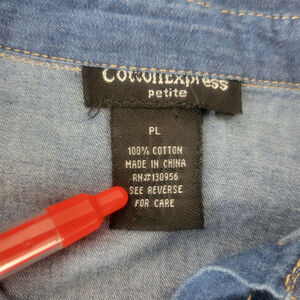 CottonExpress
petite
PL
100% COTTON
MADE IN CHINA
RN#130956
SEE REVERSE
FOR CARE